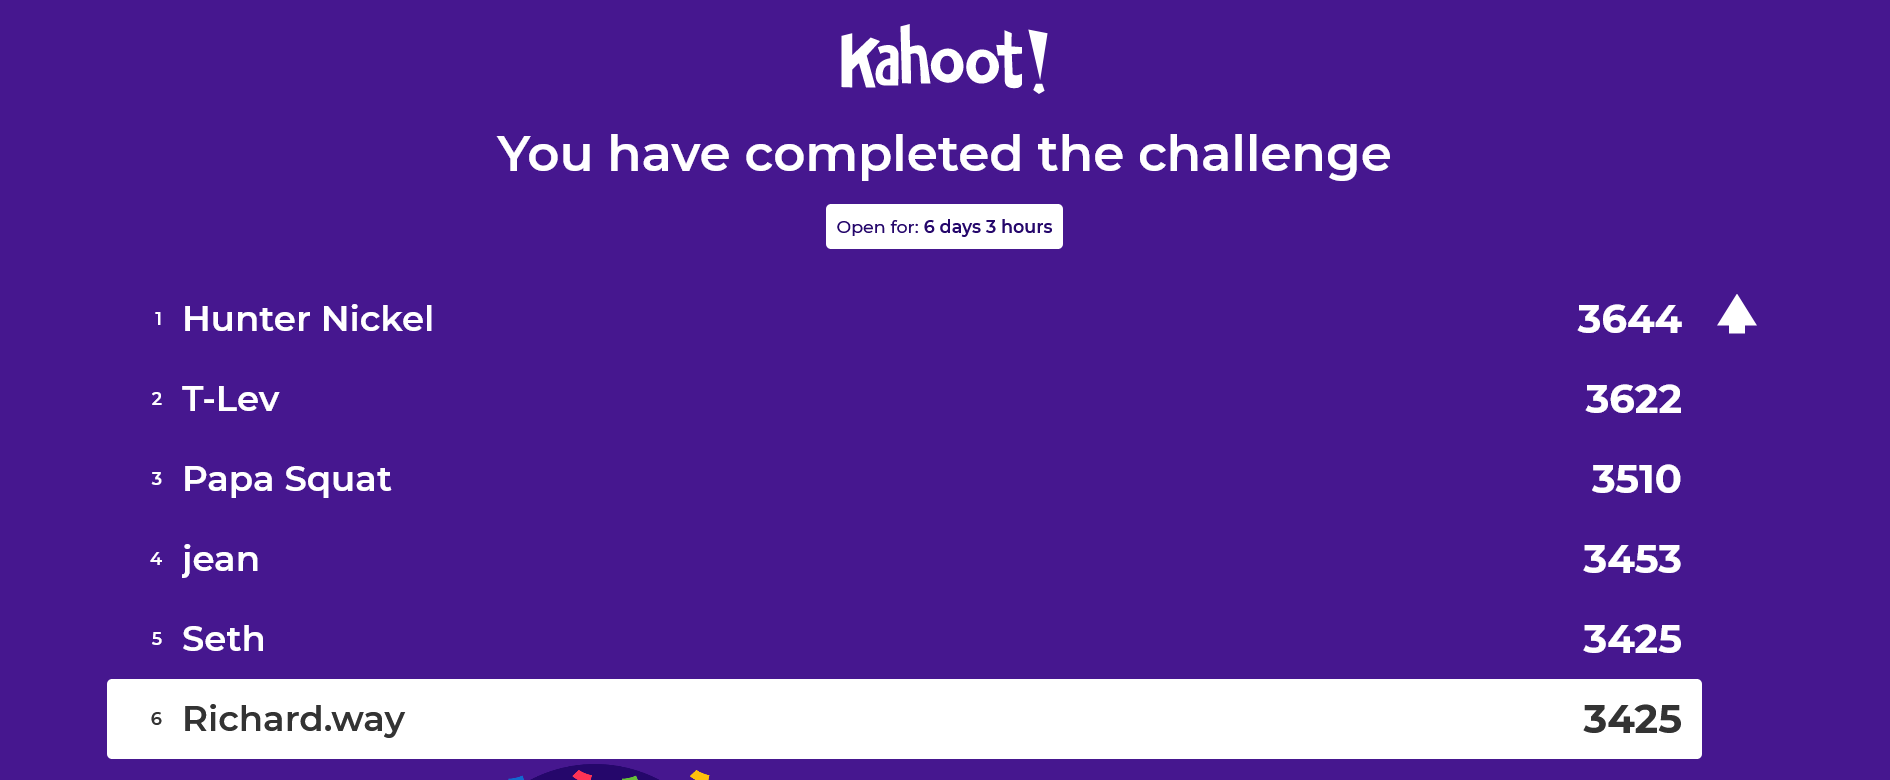 Kahoot!
You have completed the challenge
Open for: 6 days 3 hours
1 Hunter Nickel 3644
2 T-Lev 3622
3 Papa Squat 3510
4 jean 3453
5 Seth 3425
6 Richard.way 3425